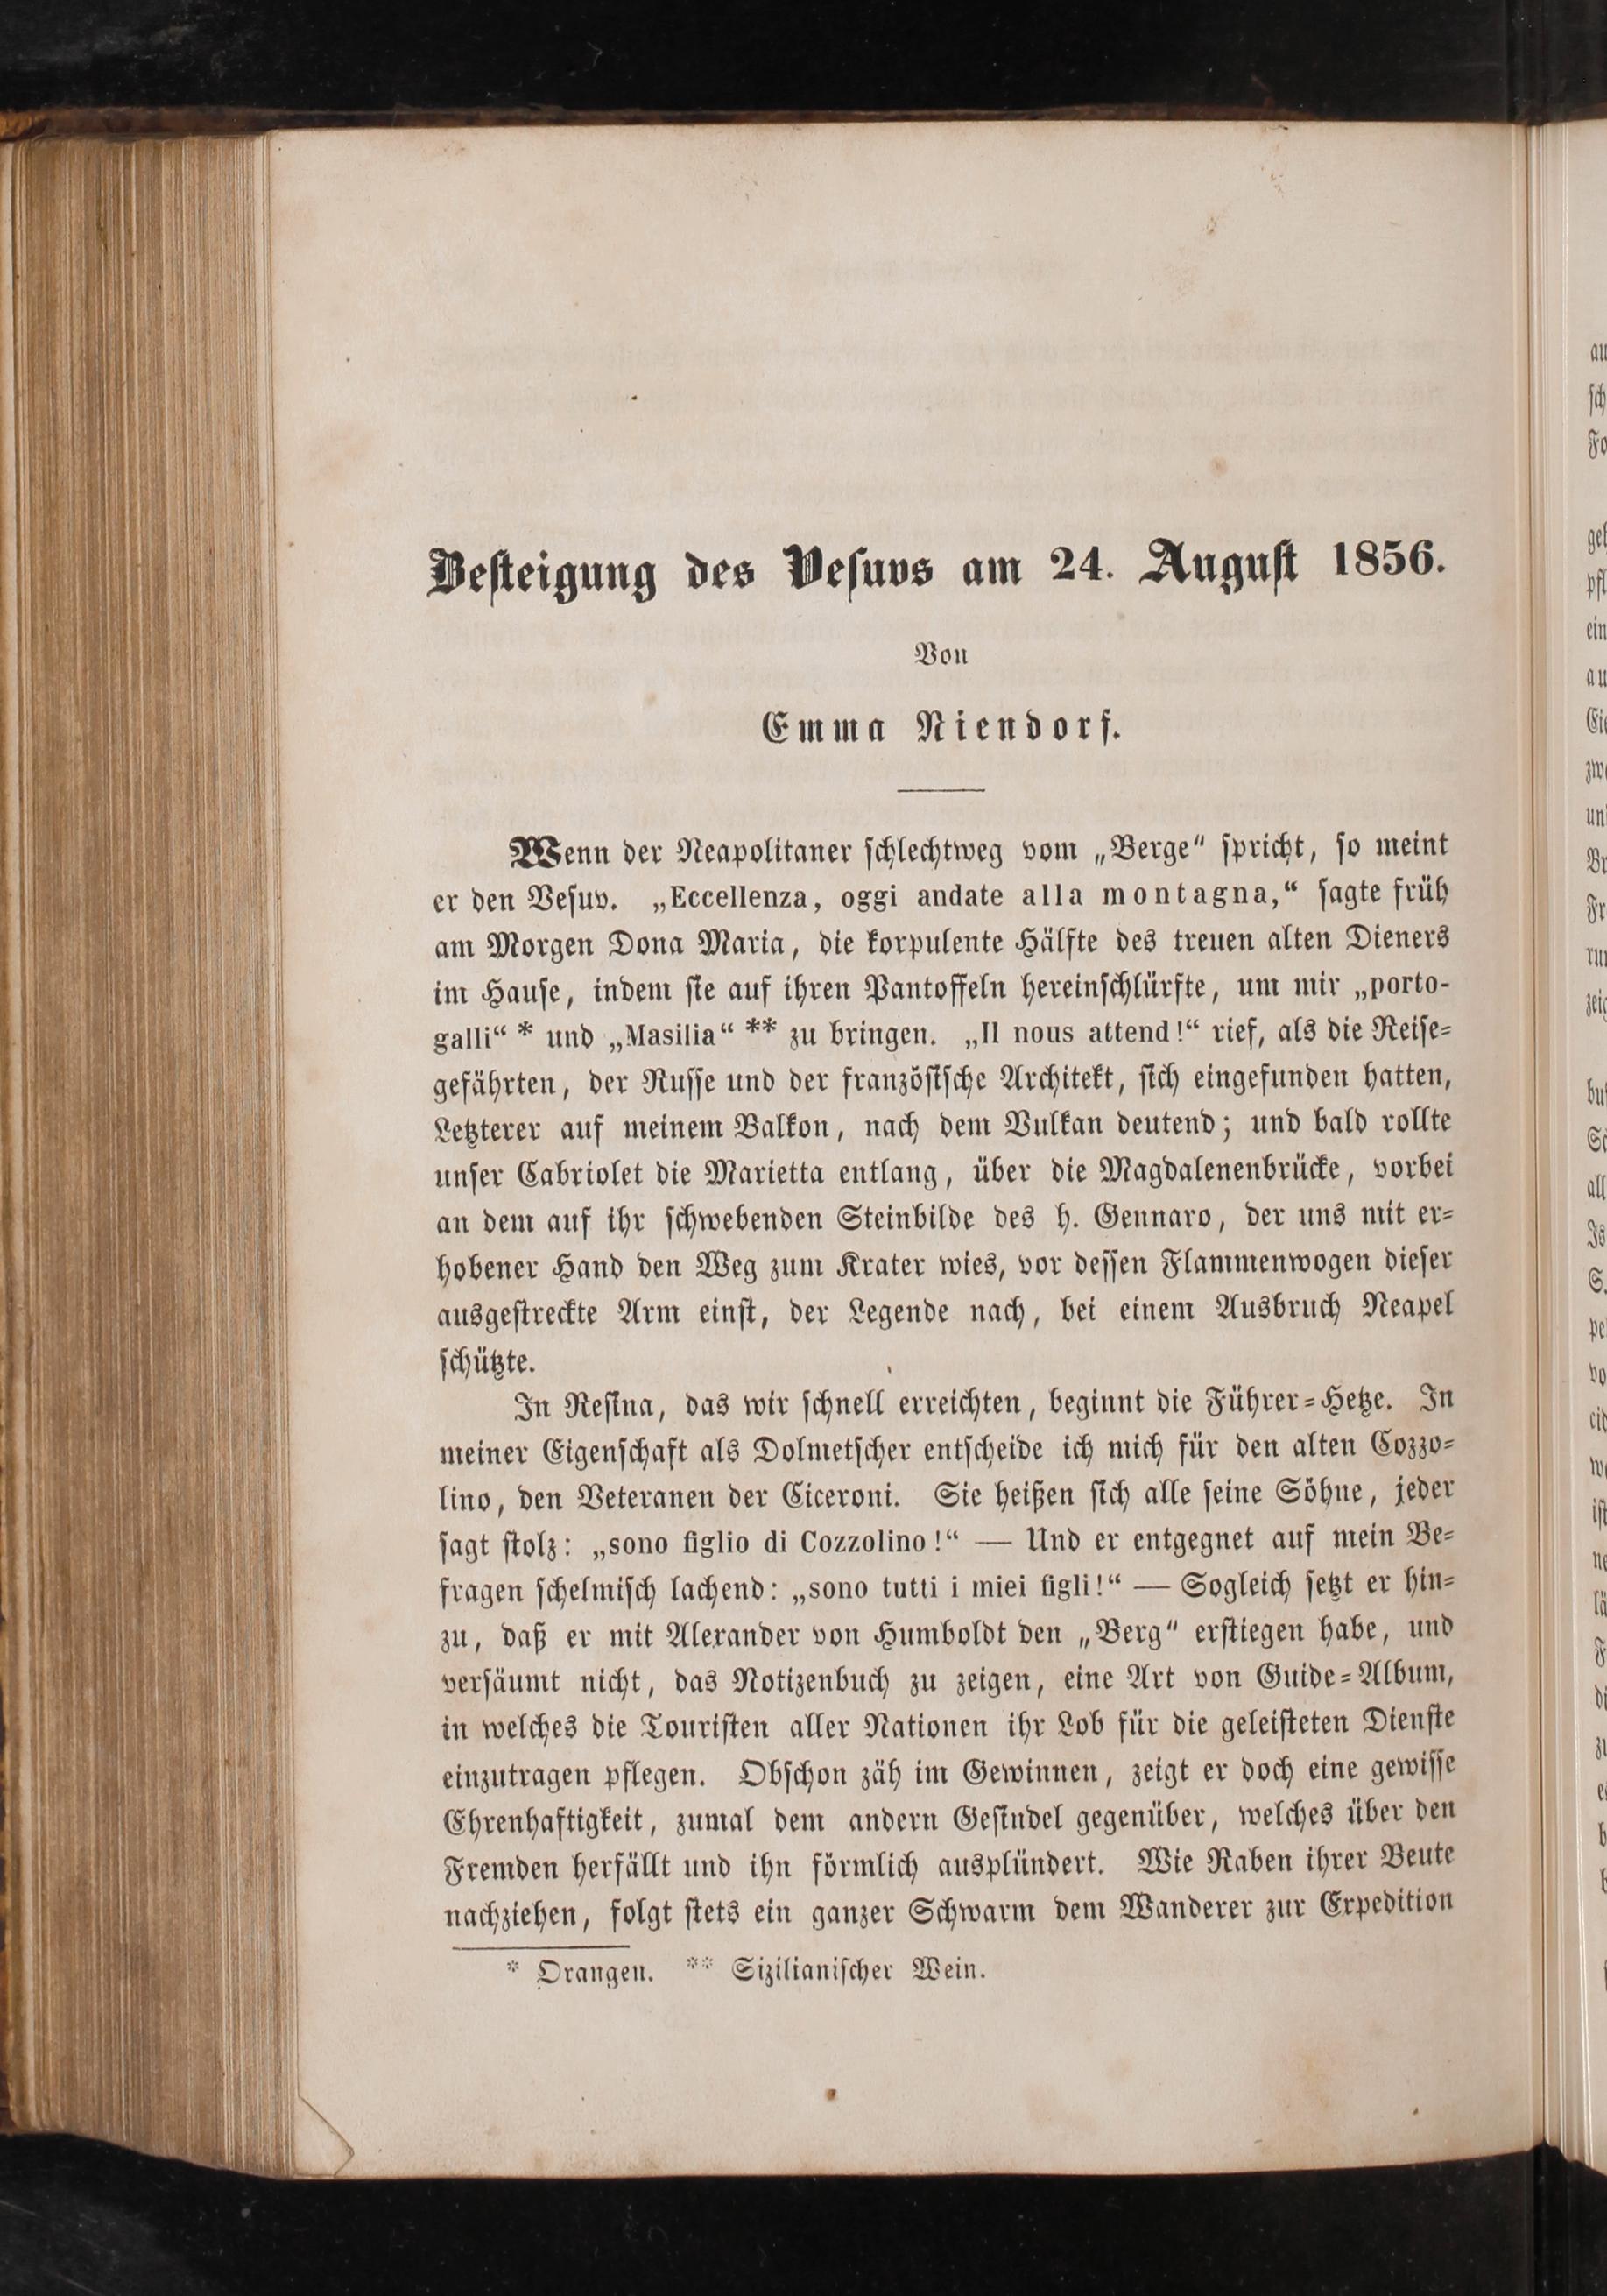 Besteigung des Vesuvs am 24. August 1856.
Von
Emma Niendorf.
Wenn der Neapolitaner schlechtweg vom „Berge“ spricht, so meint
er den Vesuv. „Eccellenza, oggi andate alla montagna,“ sagte früh
am Morgen Dona Maria, die korpulente Hälfte des treuen alten Dieners
im Hause, indem sie auf ihren Pantoffeln hereinschlürfte, um mir „porto-
galli“ * und „Masilia“ ** zu bringen. „Il nous attend!“ rief, als die Reise-
gefährten, der Russe und der französische Architekt, sich eingefunden hatten,
Letzterer auf meinem Balkon, nach dem Vulkan deutend; und bald rollte
unser Cabriolet die Marietta entlang, über die Magdalenenbrücke, vorbei
an dem auf ihr schwebenden Steinbilde des h. Gennaro, der uns mit er-
hobener Hand den Weg zum Krater wies, vor dessen Flammenwogen dieser
ausgestreckte Arm einst, der Legende nach, bei einem Ausbruch Neapel
schützte.
In Resina, das wir schnell erreichten, beginnt die Führer-Hetze. In
meiner Eigenschaft als Dolmetscher entscheide ich mich für den alten Cozzo-
lino, den Veteranen der Ciceroni. Sie heißen sich alle seine Söhne, jeder
sagt stolz: „sono figlio di Cozzolino!“ — Und er entgegnet auf mein Be-
fragen schelmisch lachend: „sono tutti i miei figli!“ — Sogleich setzt er hin-
zu, daß er mit Alexander von Humboldt den „Berg“ erstiegen habe, und
versäumt nicht, das Notizenbuch zu zeigen, eine Art von Guide-Album,
in welches die Touristen aller Nationen ihr Lob für die geleisteten Dienste
einzutragen pflegen. Obschon zäh im Gewinnen, zeigt er doch eine gewisse
Ehrenhaftigkeit, zumal dem andern Gesindel gegenüber, welches über den
Fremden herfällt und ihn förmlich ausplündert. Wie Raben ihrer Beute
nachziehen, folgt stets ein ganzer Schwarm dem Wanderer zur Expedition
* Orangen. ** Sizilianischer Wein.